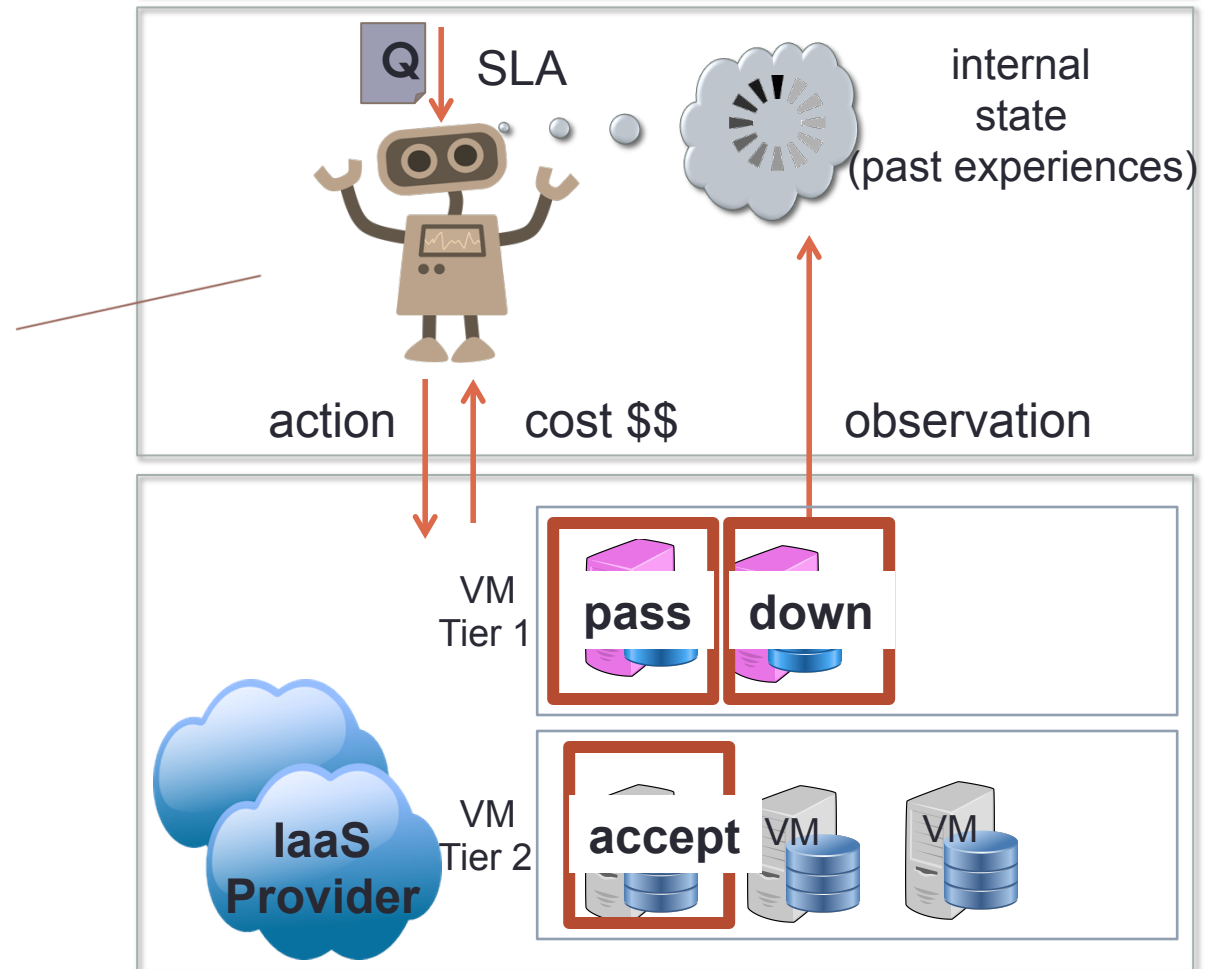 Q
SLA
internal
state
(past experiences)
action
cost $$
observation
VM
Tier 1
pass
down
VM
Tier 2
accept
VM
VM
IaaS
Provider